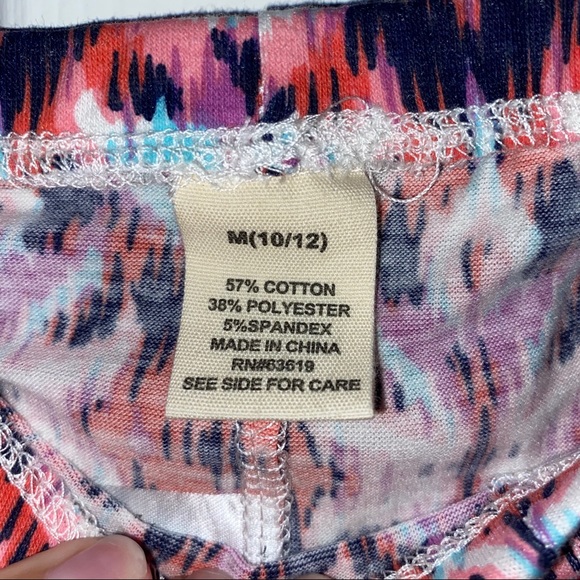 M(10/12)
57% COTTON
38% POLYESTER
5%SPANDEX
MADE IN CHINA
RN#63619
SEE SIDE FOR CARE